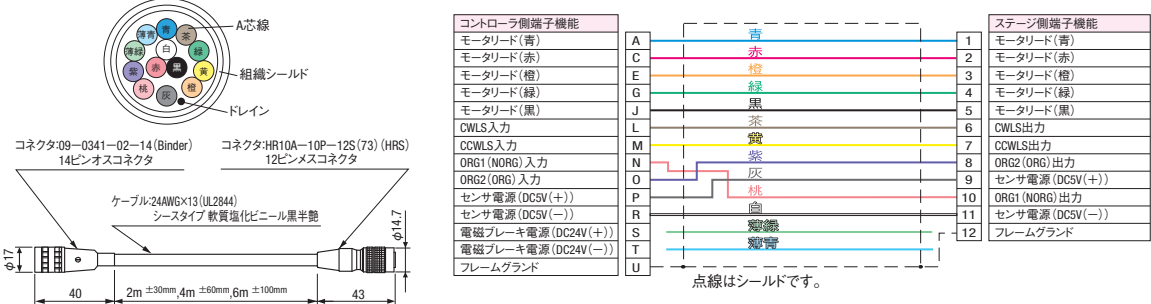 青
薄青
茶
薄緑
白
緑
紫
赤
黒
黄
桃
灰
橙
A芯線
組織シールド
ドレイン
コネクタ:09-0341-02-14(Binder)
14ピンオスコネクタ
コネクタ:HR10A-10P-12S(73)(HRS)
12ピンメスコネクタ
ケーブル:24AWG×13(UL2844)
シースタイプ 軟質塩化ビニール黒半艶
φ17
φ14.7
40
2m ±30mm,4m ±60mm,6m ±100mm
43
コントローラ側端子機能
モータリード(青) A
モータリード(赤) C
モータリード(橙) E
モータリード(緑) G
モータリード(黒) J
CWLS入力 L
CCWLS入力 M
ORG1(NORG)入力 N
ORG2(ORG)入力 O
センサ電源(DC5V(+)) P
センサ電源(DC5V(-)) R
電磁ブレーキ電源(DC24V(+)) S
電磁ブレーキ電源(DC24V(-)) T
フレームグランド U
青
赤
橙
緑
黒
茶
黄
紫
灰
桃
白
薄緑
薄青
点線はシールドです。
ステージ側端子機能
1 モータリード(青)
2 モータリード(赤)
3 モータリード(橙)
4 モータリード(緑)
5 モータリード(黒)
6 CWLS出力
7 CCWLS出力
8 ORG2(ORG)出力
9 センサ電源(DC5V(+))
10 ORG1(NORG)出力
11 センサ電源(DC5V(-))
12 フレームグランド